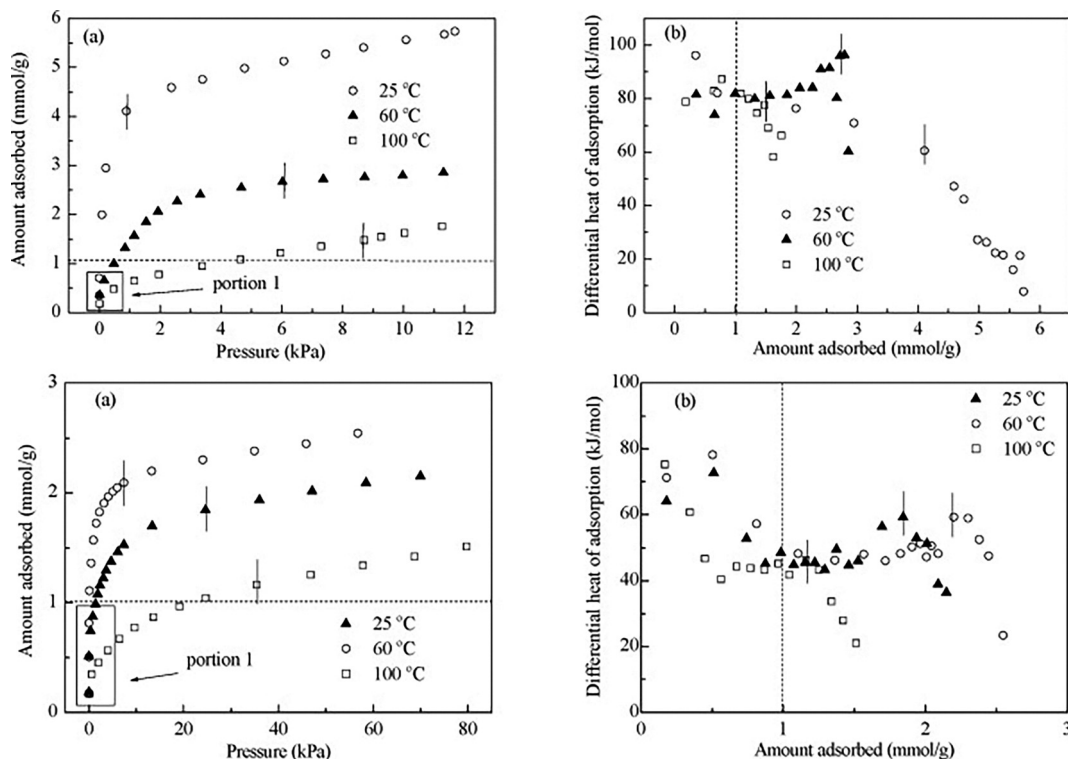 (a)
Amount adsorbed (mmol/g)
6
5
4
3
2
1
0
25 °C
60 °C
100 °C
portion 1
0 2 4 6 8 10 12
Pressure (kPa)
(b)
Differential heat of adsorption (kJ/mol)
100
80
60
40
20
0
25 °C
60 °C
100 °C
0 1 2 3 4 5 6
Amount adsorbed (mmol/g)
(a)
Amount adsorbed (mmol/g)
3
2
1
0
25 °C
60 °C
100 °C
portion 1
0 20 40 60 80
Pressure (kPa)
(b)
Differential heat of adsorption (kJ/mol)
100
80
60
40
20
0
25 °C
60 °C
100 °C
0 1 2 3
Amount adsorbed (mmol/g)